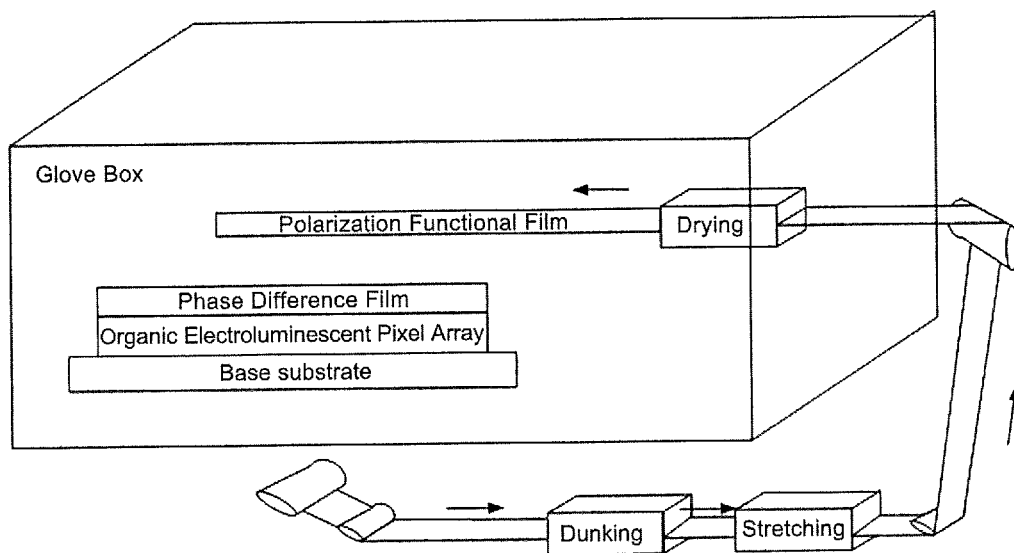 Glove Box
Polarization Functional Film
Drying
Phase Difference Film
Organic Electroluminescent Pixel Array
Base substrate
Dunking
Stretching